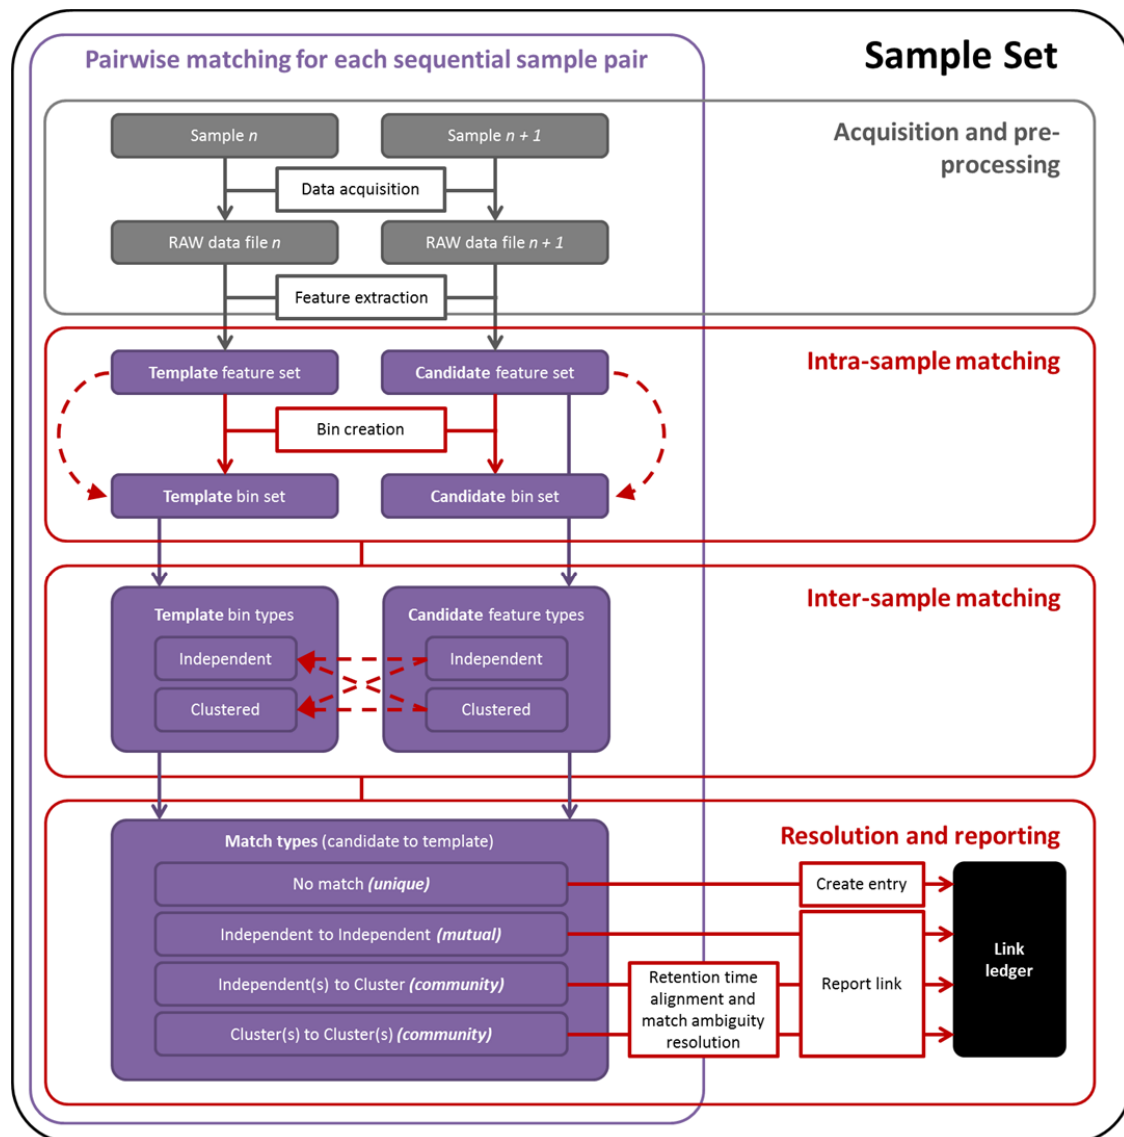 Pairwise matching for each sequential sample pair
Sample Set
Acquisition and pre-
processing
Sample n
Sample n + 1
Data acquisition
RAW data file n
RAW data file n + 1
Feature extraction
Intra-sample matching
Template feature set
Candidate feature set
Bin creation
Template bin set
Candidate bin set
Inter-sample matching
Template bin types
Candidate feature types
Independent
Independent
Clustered
Clustered
Resolution and reporting
Match types (candidate to template)
No match (unique)
Create entry
Independent to Independent (mutual)
Independent(s) to Cluster (community)
Cluster(s) to Cluster(s) (community)
Retention time
alignment and
match ambiguity
resolution
Report link
Link
ledger